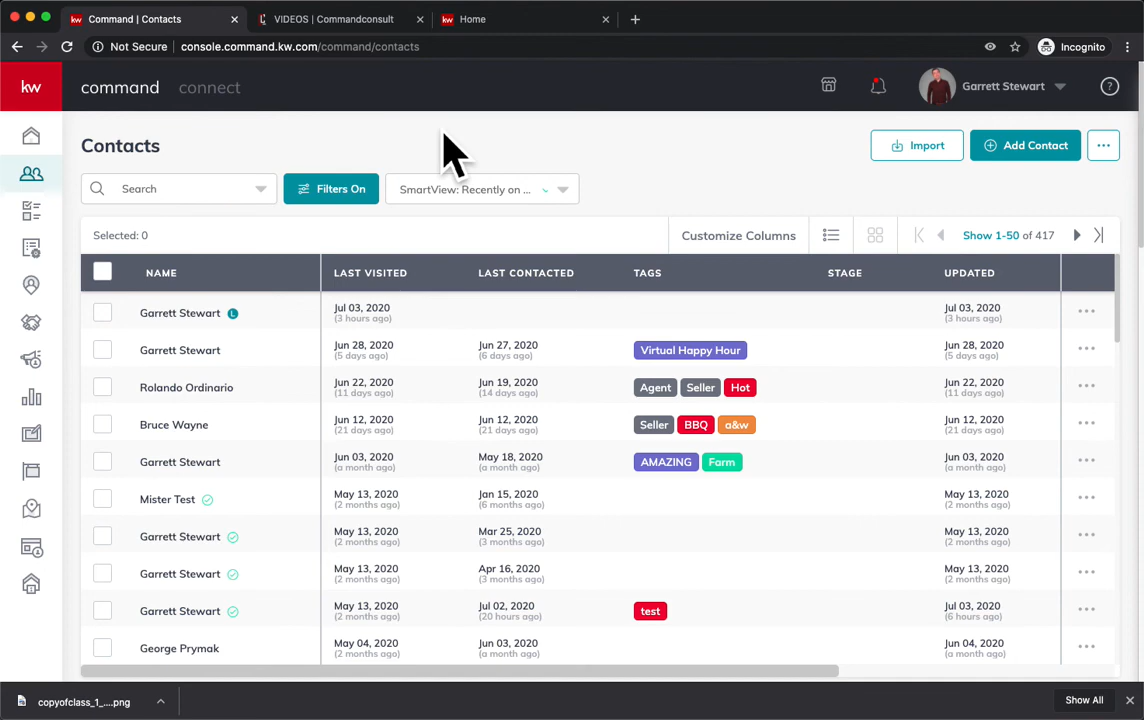 kw Command | Contacts
VIDEOS | Commandconsult
kw Home
Not Secure | console.command.kw.com/command/contacts
Incognito
kw command connect
Garrett Stewart
?
Contacts
Import
Add Contact
...
Search
Filters On
SmartView: Recently on ...
Selected: 0
Customize Columns
Show 1-50 of 417
NAME LAST VISITED LAST CONTACTED TAGS STAGE UPDATED
Garrett Stewart L Jul 03, 2020 Jul 03, 2020
(3 hours ago) (3 hours ago)
Garrett Stewart Jun 28, 2020 Jun 27, 2020 Virtual Happy Hour Jun 28, 2020
(5 days ago) (6 days ago) (5 days ago)
Rolando Ordinario Jun 22, 2020 Jun 19, 2020 Agent Seller Hot Jun 22, 2020
(11 days ago) (14 days ago) (11 days ago)
Bruce Wayne Jun 12, 2020 Jun 12, 2020 Seller BBQ a&w Jun 12, 2020
(21 days ago) (21 days ago) (21 days ago)
Garrett Stewart Jun 03, 2020 May 18, 2020 AMAZING Farm Jun 03, 2020
(a month ago) (a month ago) (a month ago)
Mister Test May 13, 2020 Jan 15, 2020 May 13, 2020
(2 months ago) (6 months ago) (2 months ago)
Garrett Stewart May 13, 2020 Mar 25, 2020 May 13, 2020
(2 months ago) (3 months ago) (2 months ago)
Garrett Stewart May 13, 2020 Apr 16, 2020 May 13, 2020
(2 months ago) (3 months ago) (2 months ago)
Garrett Stewart May 13, 2020 Jul 02, 2020 test Jul 03, 2020
(2 months ago) (20 hours ago) (6 hours ago)
George Prymak May 04, 2020 Jun 03, 2020 Jun 04, 2020
(2 months ago) (a month ago) (a month ago)
copyofclass_1_....png
Show All